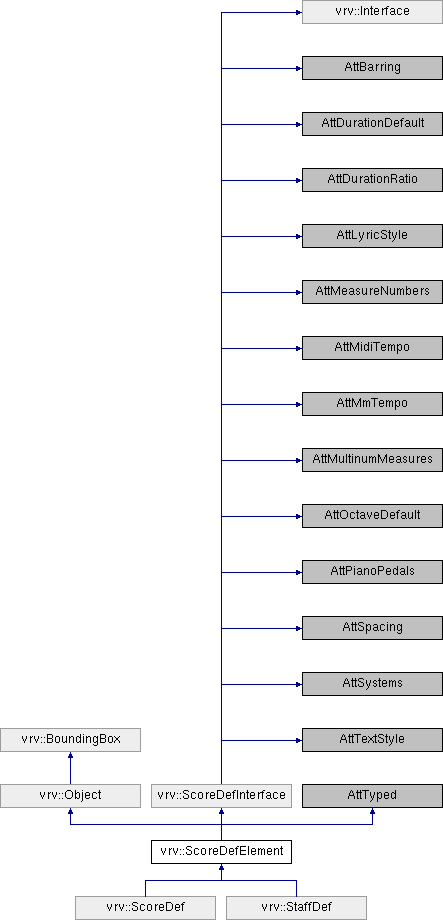 vrv::Interface
AttBarring
AttDurationDefault
AttDurationRatio
AttLyricStyle
AttMeasureNumbers
AttMidiTempo
AttMmTempo
AttMultinumMeasures
AttOctaveDefault
AttPianoPedals
AttSpacing
AttSystems
vrv::BoundingBox
AttTextStyle
vrv::Object
vrv::ScoreDefInterface
AttTyped
vrv::ScoreDefElement
vrv::ScoreDef
vrv::StaffDef